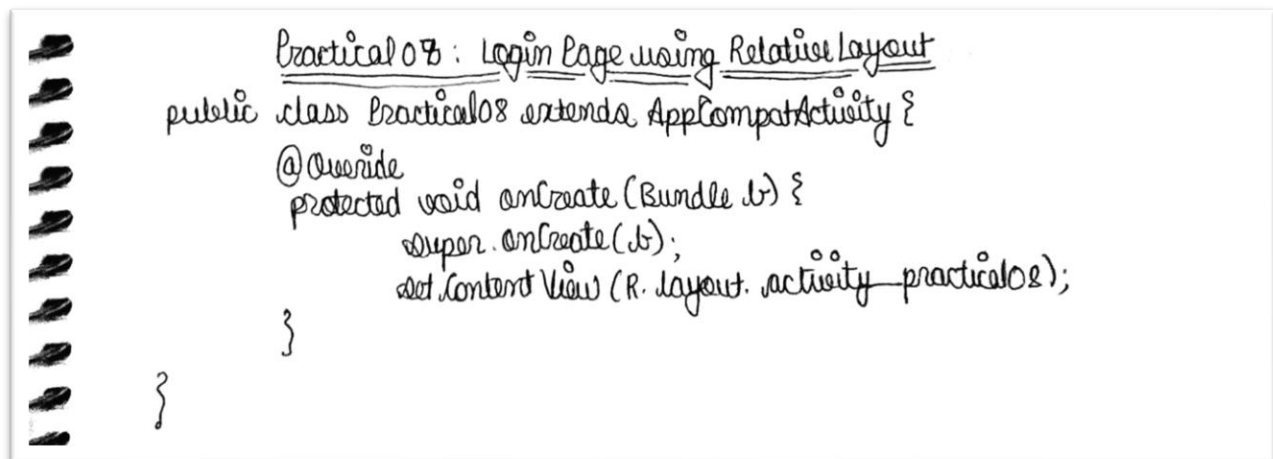 Practical 08: Login Page using Relative Layout
public class Practical08 extends AppCompatActivity {
@Override
protected void onCreate(Bundle b) {
super.onCreate(b);
setContentView(R.layout.activity_practical08);
}
}